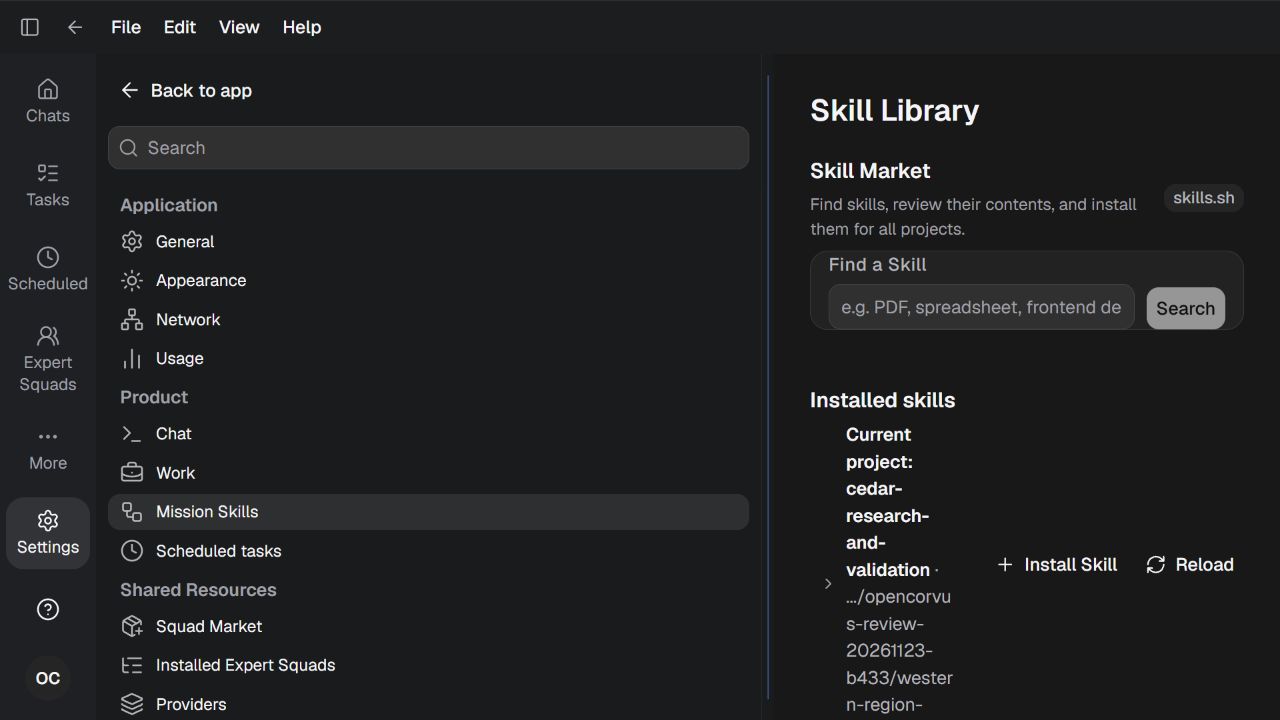 File Edit View Help
Chats
Tasks
Scheduled
Expert
Squads
More
Settings
OC
Back to app
Search
Application
General
Appearance
Network
Usage
Product
Chat
Work
Mission Skills
Scheduled tasks
Shared Resources
Squad Market
Installed Expert Squads
Providers
Skill Library
Skill Market
Find skills, review their contents, and install
them for all projects.
skills.sh
Find a Skill
e.g. PDF, spreadsheet, frontend de
Search
Installed skills
Current
project:
cedar-
research-
and-
validation ·
.../opencorvu
s-review-
20261123-
b433/wester
n-region-
Install Skill
Reload